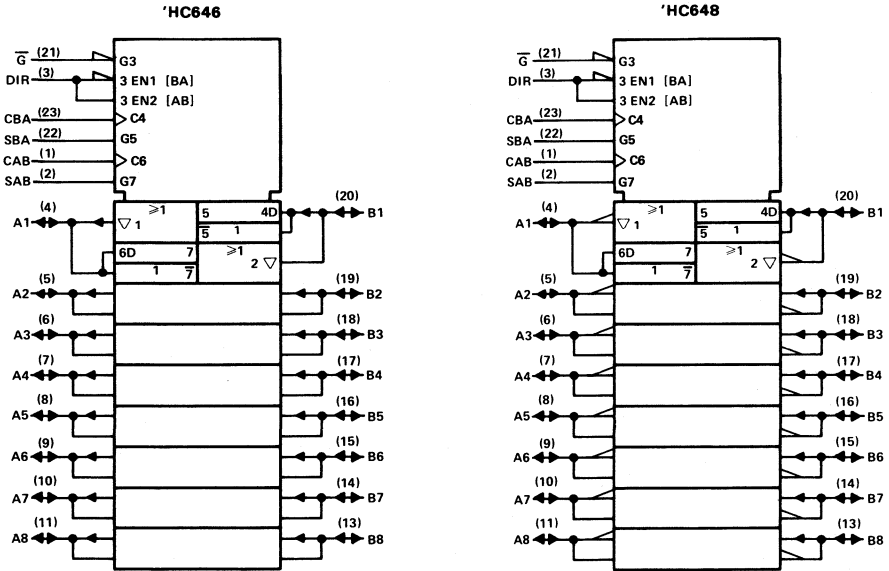 'HC646
G̅ (21) G3
DIR (3) 3 EN1 [BA]
3 EN2 [AB]
CBA (23) C4
SBA (22) G5
CAB (1) C6
SAB (2) G7
(4) ⩾1 5 4D (20)
A1 ▽ 1 5̅ 1 B1
6D 7 ⩾1
1 7̅ 2 ▽
(5) (19)
A2 B2
(6) (18)
A3 B3
(7) (17)
A4 B4
(8) (16)
A5 B5
(9) (15)
A6 B6
(10) (14)
A7 B7
(11) (13)
A8 B8
'HC648
G̅ (21) G3
DIR (3) 3 EN1 [BA]
3 EN2 [AB]
CBA (23) C4
SBA (22) G5
CAB (1) C6
SAB (2) G7
(4) ⩾1 5 4D (20)
A1 ▽ 1 5̅ 1 B1
6D 7 ⩾1
1 7̅ 2 ▽
(5) (19)
A2 B2
(6) (18)
A3 B3
(7) (17)
A4 B4
(8) (16)
A5 B5
(9) (15)
A6 B6
(10) (14)
A7 B7
(11) (13)
A8 B8